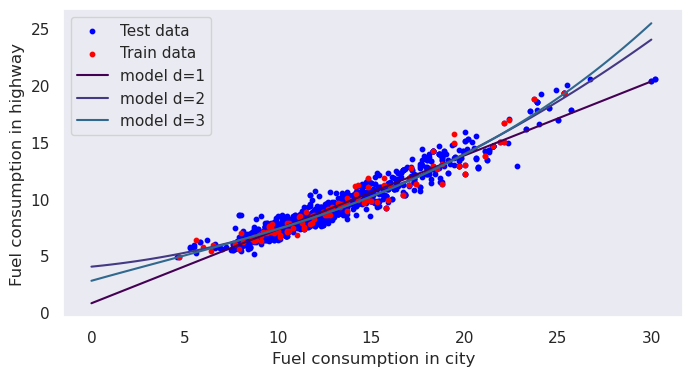 Test data
Train data
model d=1
model d=2
model d=3
Fuel consumption in highway
25
20
15
10
5
0
0 5 10 15 20 25 30
Fuel consumption in city